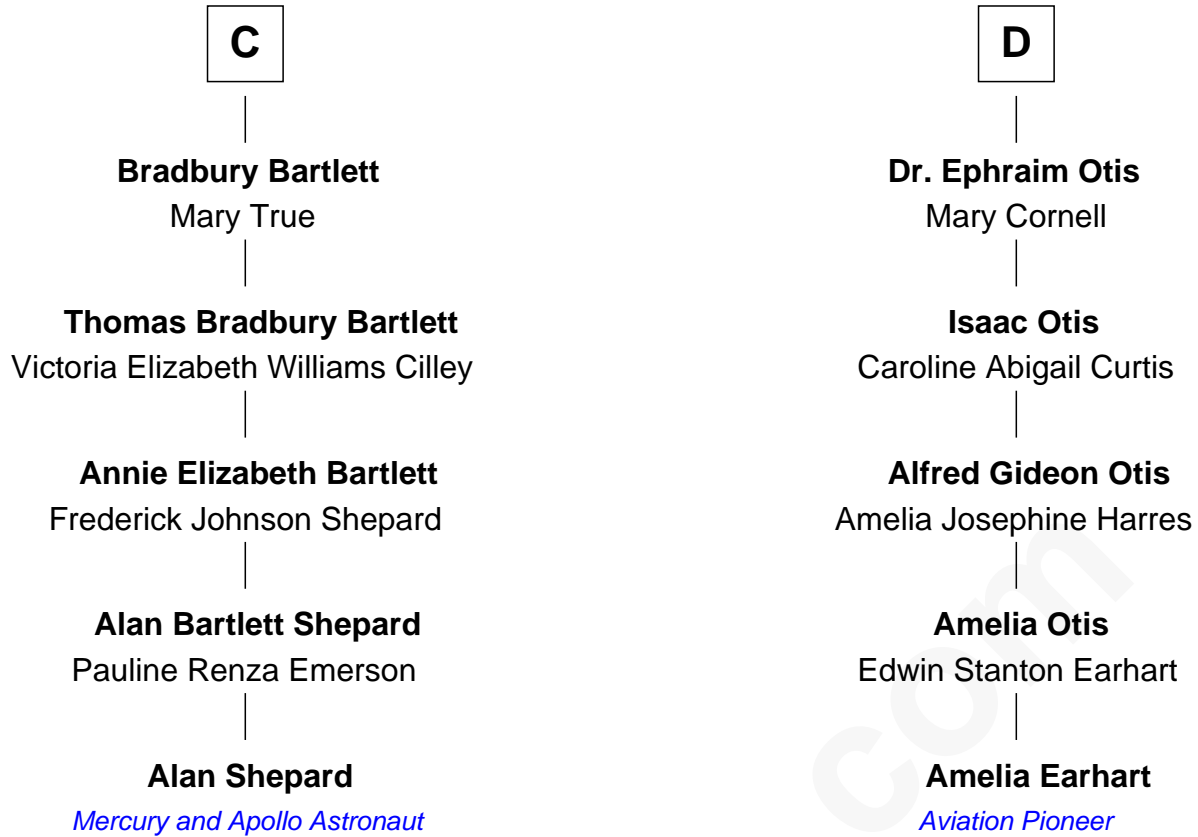 C
Bradbury Bartlett
Mary True
Thomas Bradbury Bartlett
Victoria Elizabeth Williams Cilley
Annie Elizabeth Bartlett
Frederick Johnson Shepard
Alan Bartlett Shepard
Pauline Renza Emerson
Alan Shepard
Mercury and Apollo Astronaut
D
Dr. Ephraim Otis
Mary Cornell
Isaac Otis
Caroline Abigail Curtis
Alfred Gideon Otis
Amelia Josephine Harres
Amelia Otis
Edwin Stanton Earhart
Amelia Earhart
Aviation Pioneer
com